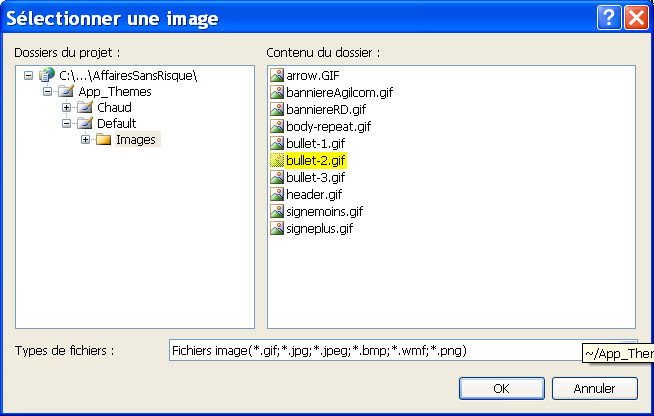 Sélectionner une image
Dossiers du projet :
Contenu du dossier :
C:\...\AffairesSansRisque\
App_Themes
Chaud
Default
Images
arrow.GIF
banniereAgilcom.gif
banniereRD.gif
body-repeat.gif
bullet-1.gif
bullet-2.gif
bullet-3.gif
header.gif
signemoins.gif
signeplus.gif
Types de fichiers :
Fichiers image(*.gif;*.jpg;*.jpeg;*.bmp;*.wmf;*.png)
~/App_Ther
OK
Annuler